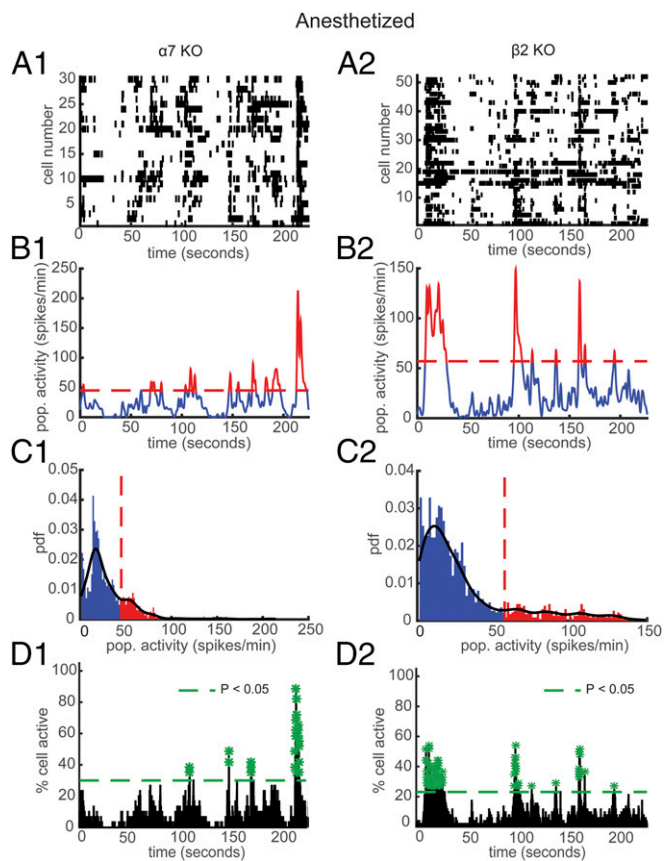 Anesthetized
α7 KO
β2 KO
A1
A2
cell number
30
25
20
15
10
5
0
50
100
150
200
time (seconds)
cell number
50
40
30
20
10
0
50
100
150
200
time (seconds)
B1
B2
pop. activity (spikes/min)
250
200
150
100
50
0
0
50
100
150
200
time (seconds)
pop. activity (spikes/min)
150
100
50
0
0
50
100
150
200
time (seconds)
C1
C2
pdf
0.05
0.04
0.03
0.02
0.01
0
0
50
100
150
200
250
pop. activity (spikes/min)
pdf
0.04
0.03
0.02
0.01
0
0
50
100
150
pop. activity (spikes/min)
D1
D2
% cell active
100
80
60
40
20
0
P < 0.05
0
50
100
150
200
time (seconds)
% cell active
100
80
60
40
20
0
P < 0.05
0
50
100
150
200
time (seconds)